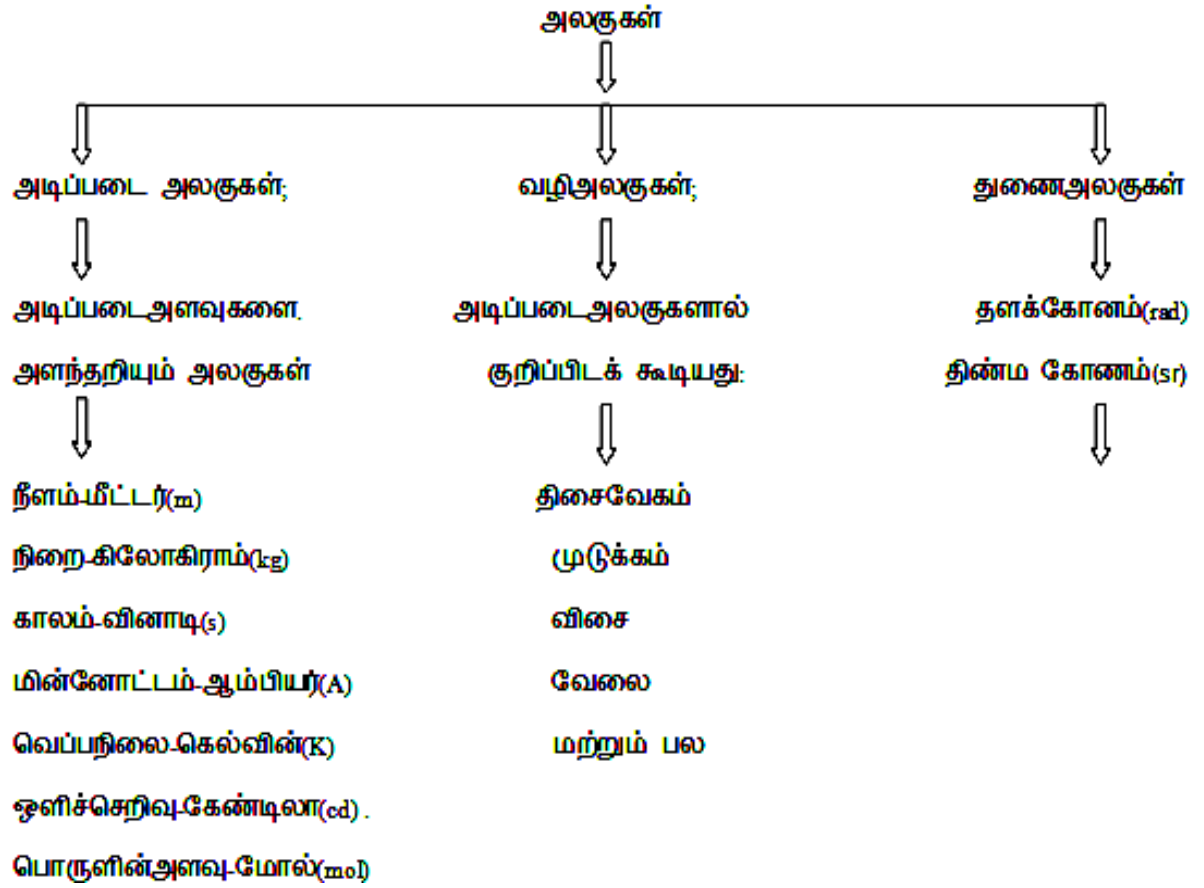 அலகுகள்
அடிப்படை அலகுகள்;
வழிஅலகுகள்;
துணைஅலகுகள்
அடிப்படைஅளவுகளை.
அடிப்படைஅலகுகளால்
தளக்கோனம்(rad)
அளந்தறியும் அலகுகள்
குறிப்பிடக் கூடியது:
திண்ம கோணம்(sr)
நீளம்-மீட்டர்(m)
திசைவேகம்
நிறை-கிலோகிராம்(kg)
முடுக்கம்
காலம்-வினாடி(s)
விசை
மின்னோட்டம்-ஆம்பியர்(A)
வேலை
வெப்பநிலை-கெல்வின்(K)
மற்றும் பல
ஒளிச்செறிவு-கேண்டிலா(cd) .
பொருளின்அளவு-மோல்(mol)